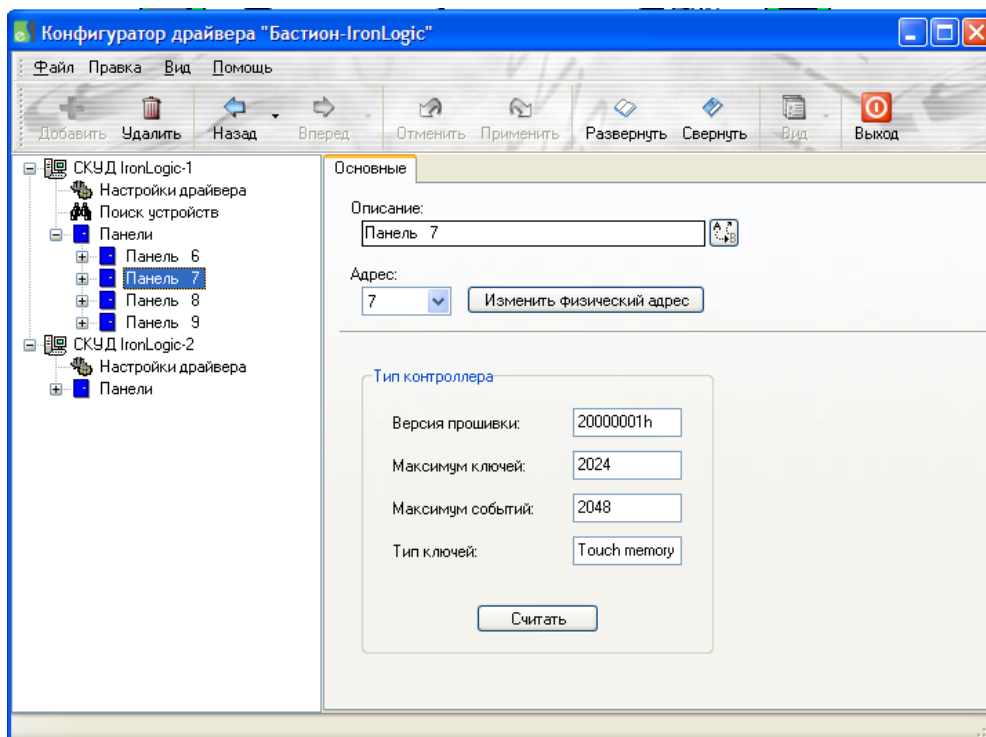 Конфигуратор драйвера "Бастион-IronLogic"
Файл Правка Вид Помощь
Добавить Удалить Назад Вперед Отменить Применить Развернуть Свернуть Вид Выход
СКУД IronLogic-1
Настройки драйвера
Поиск устройств
Панели
Панель 6
Панель 7
Панель 8
Панель 9
СКУД IronLogic-2
Настройки драйвера
Панели
Основные
Описание:
Панель 7
Адрес:
7 Изменить физический адрес
Тип контроллера
Версия прошивки: 20000001h
Максимум ключей: 2024
Максимум событий: 2048
Тип ключей: Touch memory
Считать